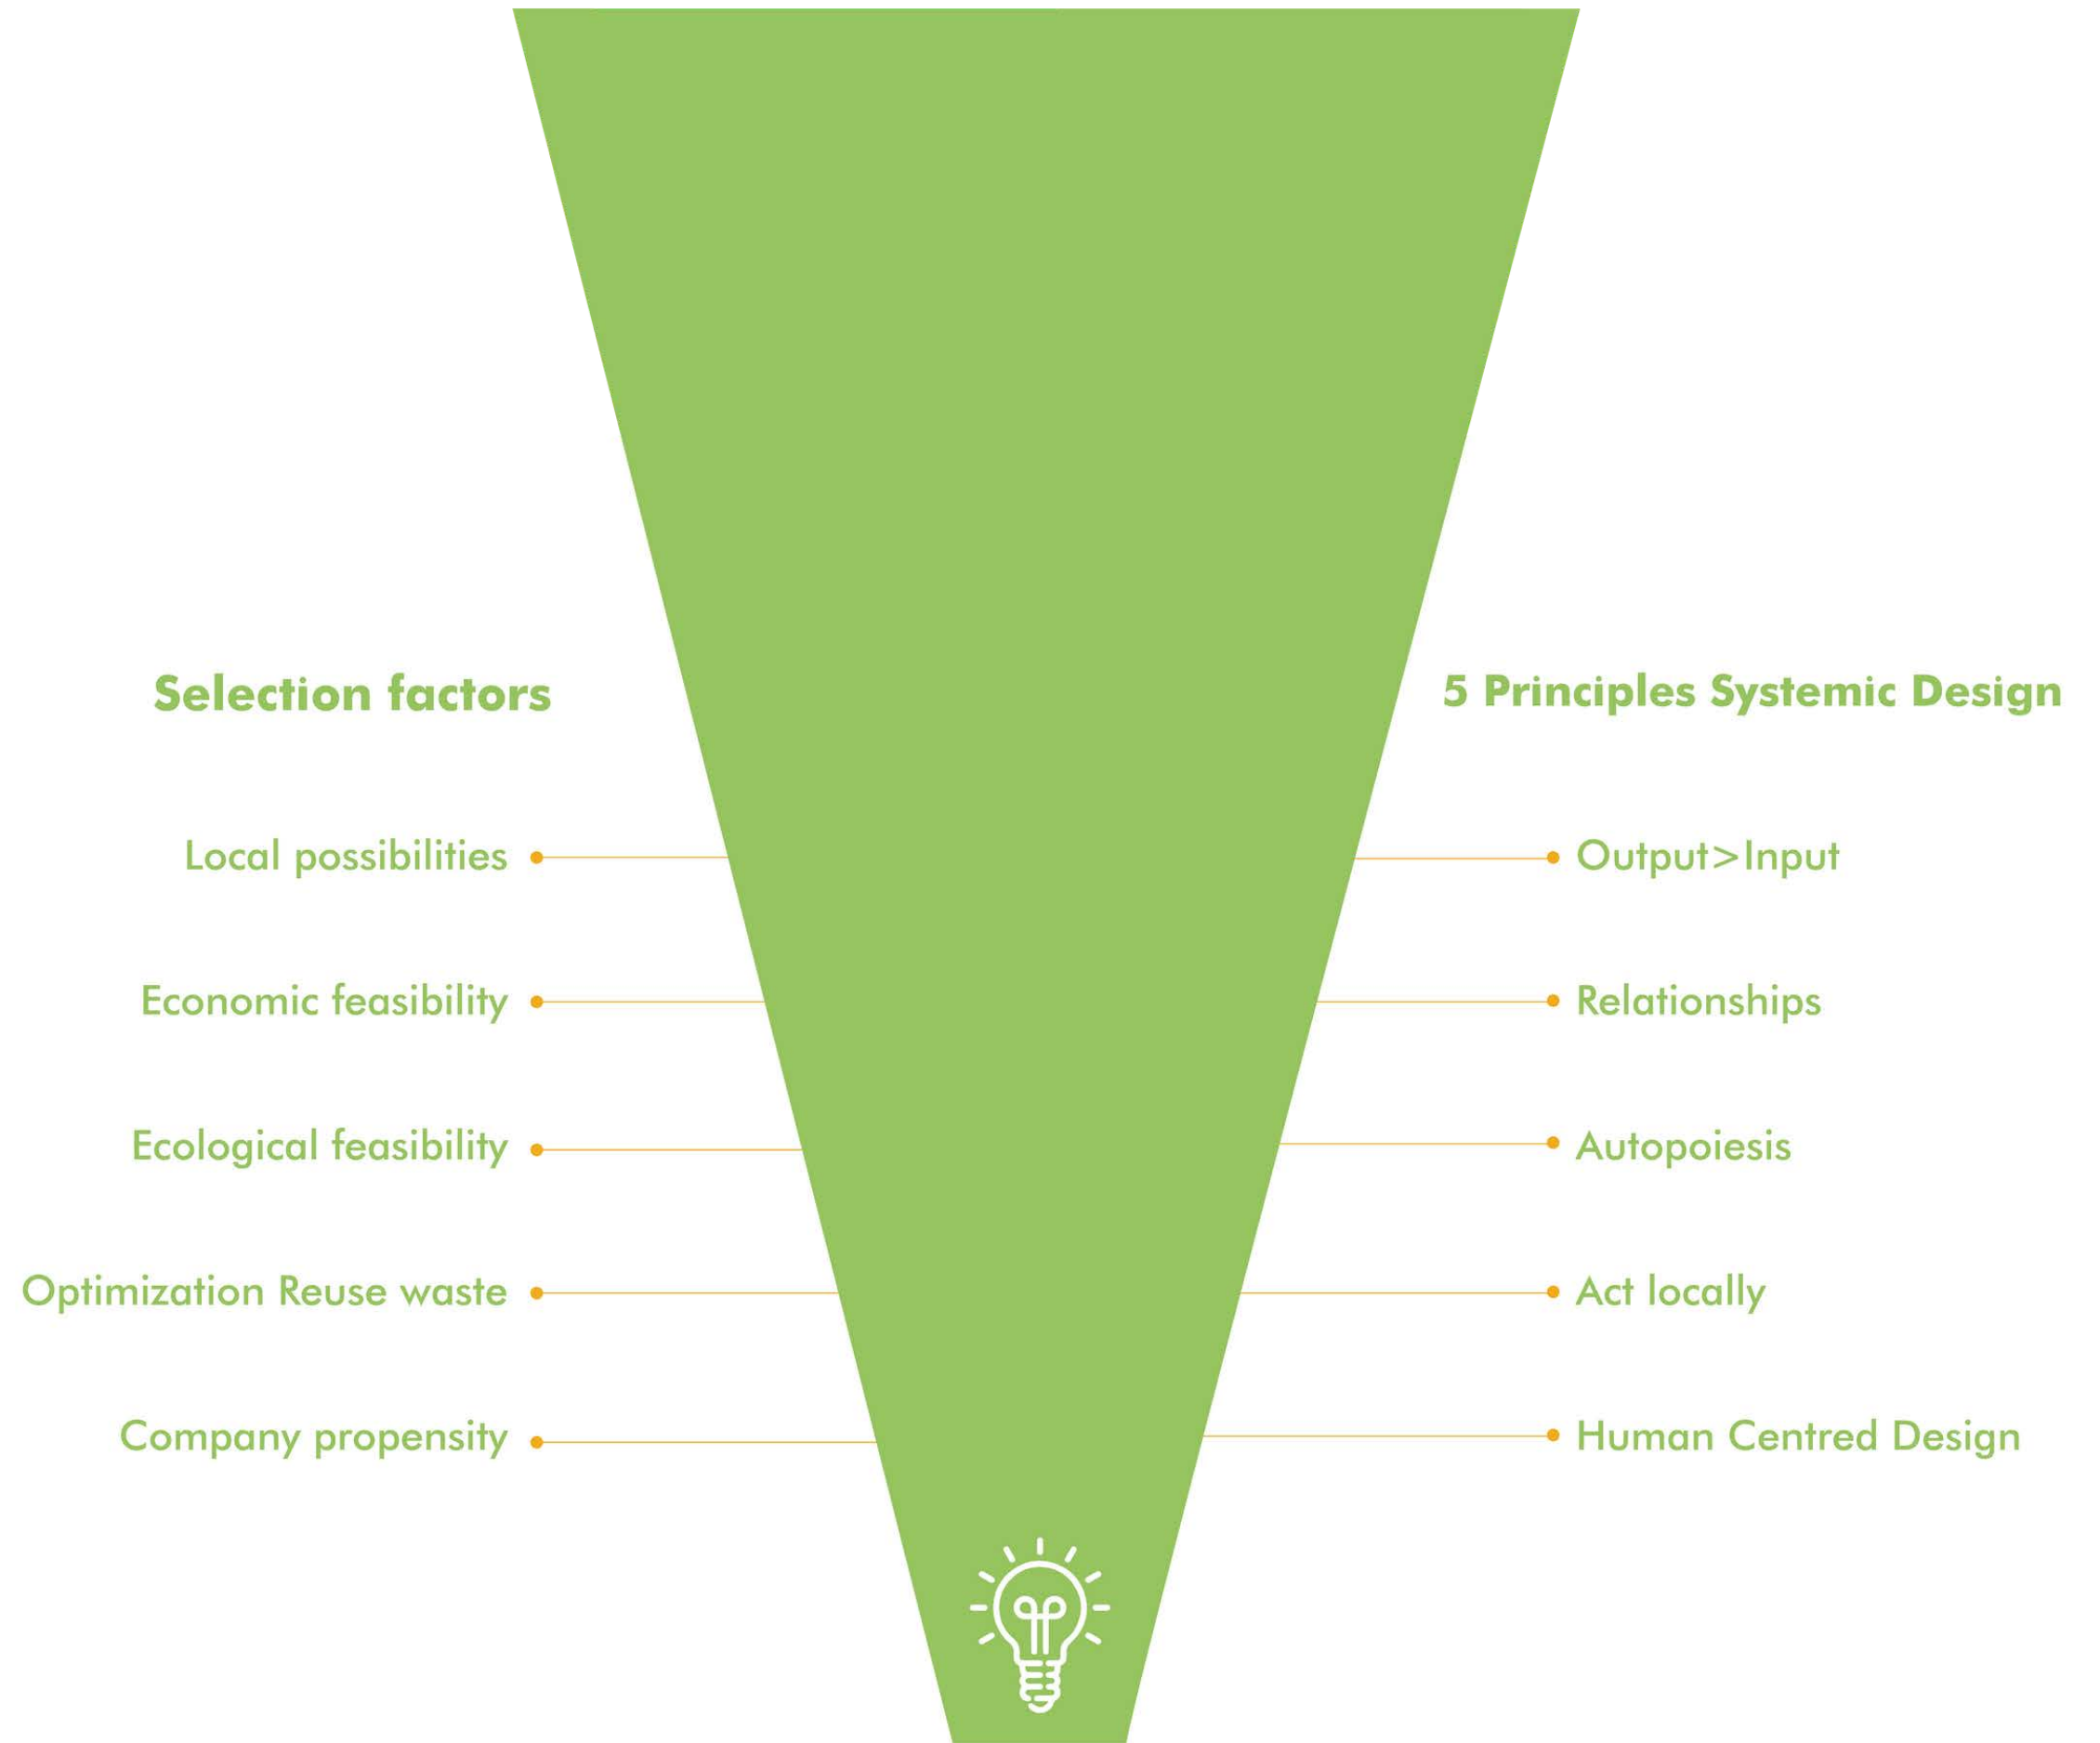 Selection factors
Local possibilities
Economic feasibility
Ecological feasibility
Optimization Reuse waste
Company propensity
5 Principles Systemic Design
Output>Input
Relationships
Autopoiesis
Act locally
Human Centred Design